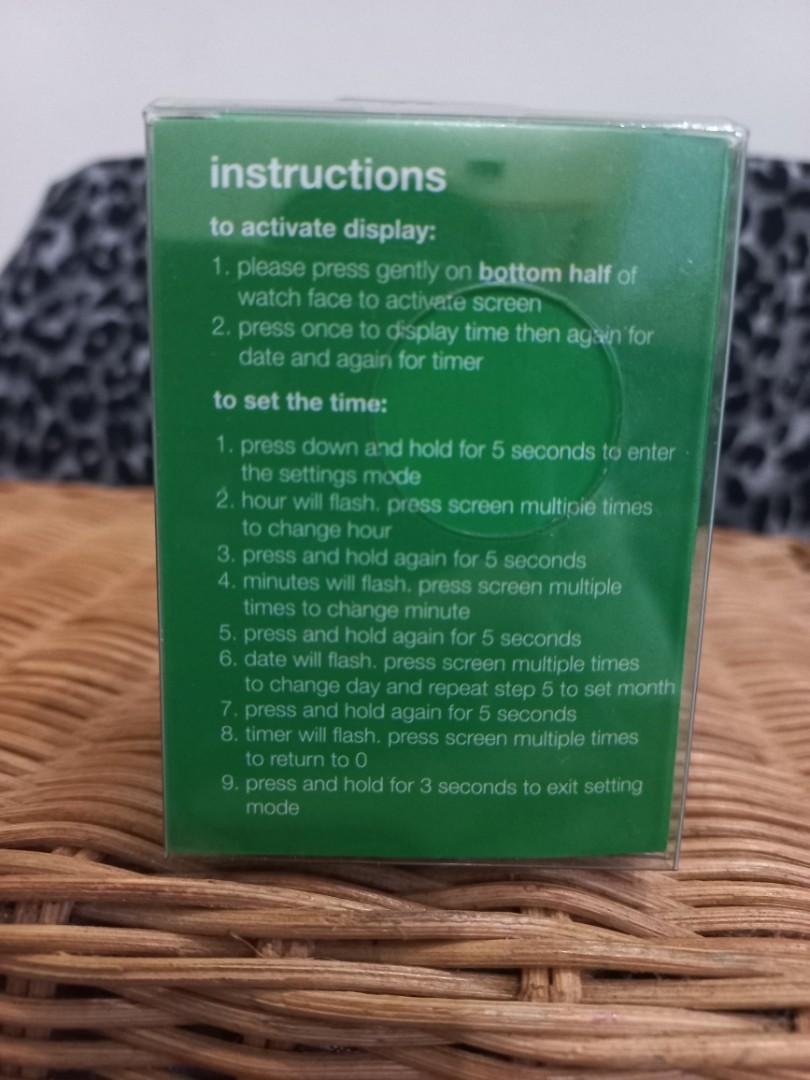 instructions
to activate display:
1. please press gently on bottom half of
watch face to activate screen
2. press once to display time then again for
date and again for timer
to set the time:
1. press down and hold for 5 seconds to enter
the settings mode
2. hour will flash. press screen multiple times
to change hour
3. press and hold again for 5 seconds
4. minutes will flash. press screen multiple
times to change minute
5. press and hold again for 5 seconds
6. date will flash. press screen multiple times
to change day and repeat step 5 to set month
7. press and hold again for 5 seconds
8. timer will flash. press screen multiple times
to return to 0
9. press and hold for 3 seconds to exit setting
mode